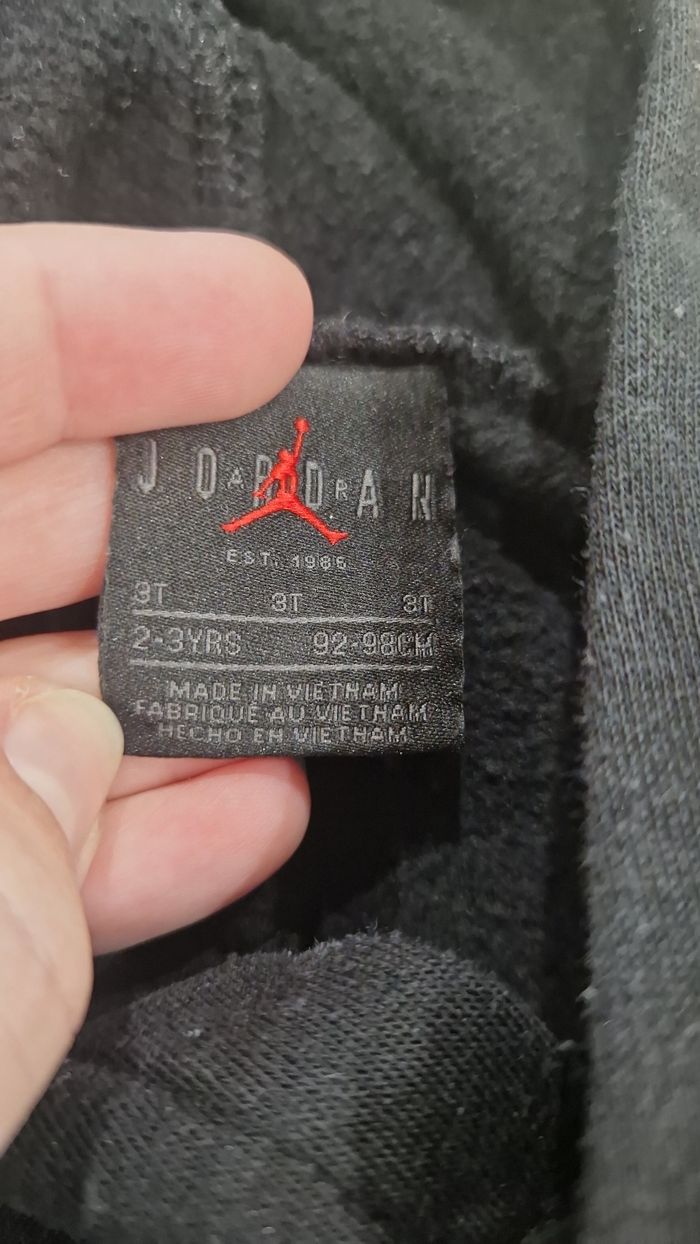 JORDAN
EST. 1985
3T 3T 3T
2-3YRS 92-98CM
MADE IN VIETNAM
FABRIQUÉ AU VIETNAM
HECHO EN VIETNAM